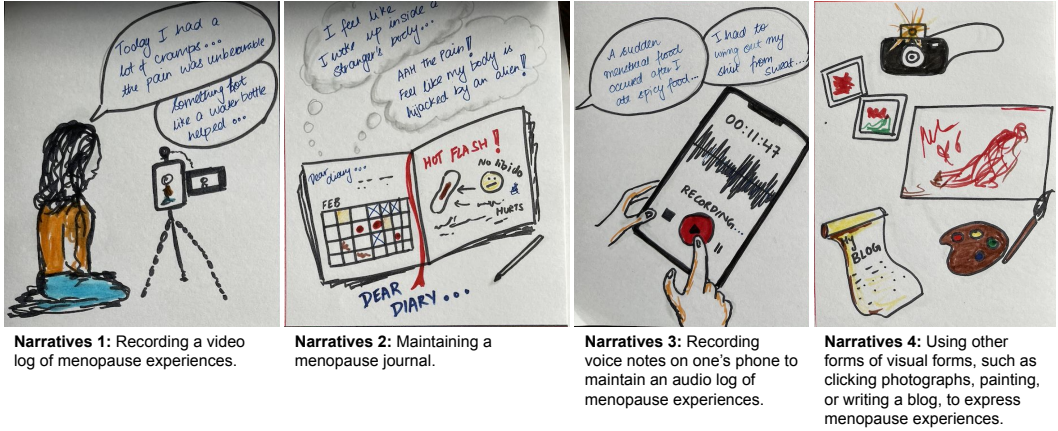 Today I had a
lot of cramps...
the pain was unbearable
Something hot
like a water bottle
helped...
I feel like
I woke up inside a
stranger's body...
AAH the Pain!!
Feel like my body is
hijacked by an alien!!
Dear
diary...
FEB
HOT FLASH!
No libido
HURTS
DEAR
DIARY...
A sudden
menstrual food
occured after I
ate spicy food...
I had to
wring out my
shirt from
sweat...
00:11:47
RECORDING...
My
BLOG
Narratives 1: Recording a video
log of menopause experiences.
Narratives 2: Maintaining a
menopause journal.
Narratives 3: Recording
voice notes on one's phone to
maintain an audio log of
menopause experiences.
Narratives 4: Using other
forms of visual forms, such as
clicking photographs, painting,
or writing a blog, to express
menopause experiences.